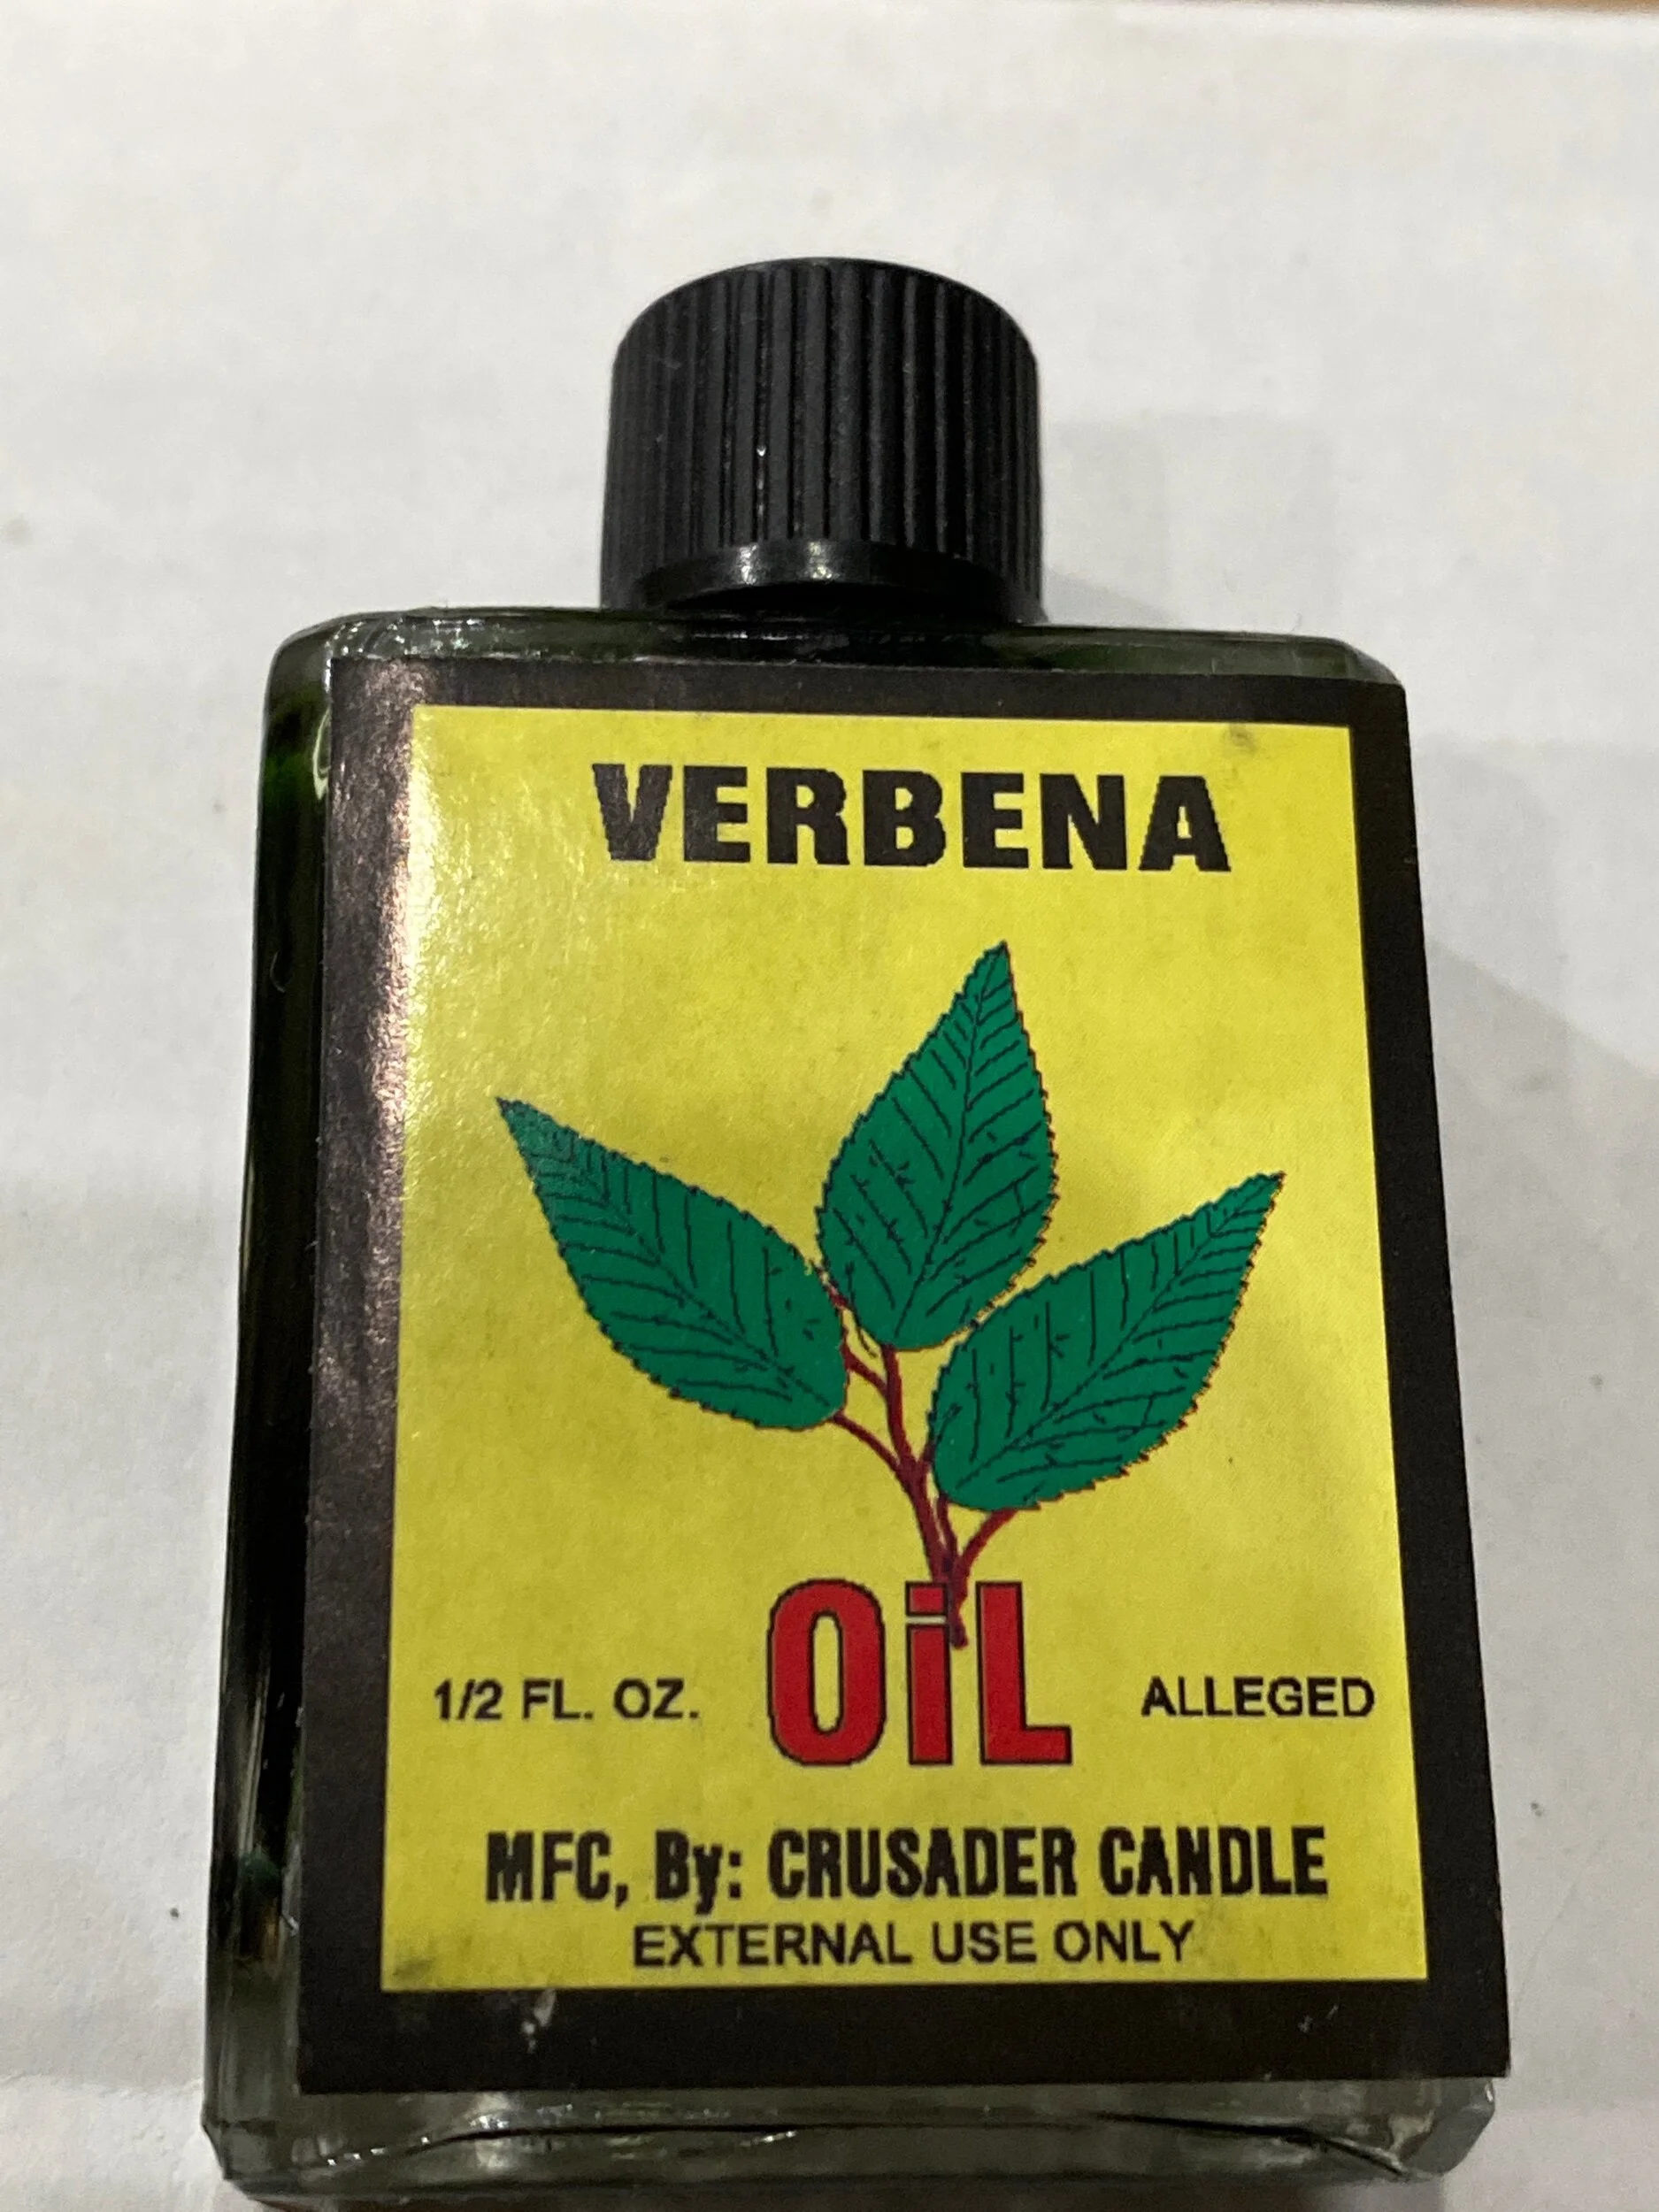 VERBENA
OiL
1/2 FL. OZ.
ALLEGED
MFC, By: CRUSADER CANDLE
EXTERNAL USE ONLY